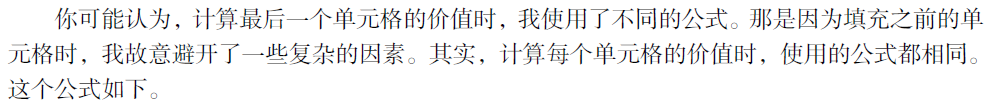 你可能认为，计算最后一个单元格的价值时，我使用了不同的公式。那是因为填充之前的单
元格时，我故意避开了一些复杂的因素。其实，计算每个单元格的价值时，使用的公式都相同。
这个公式如下。